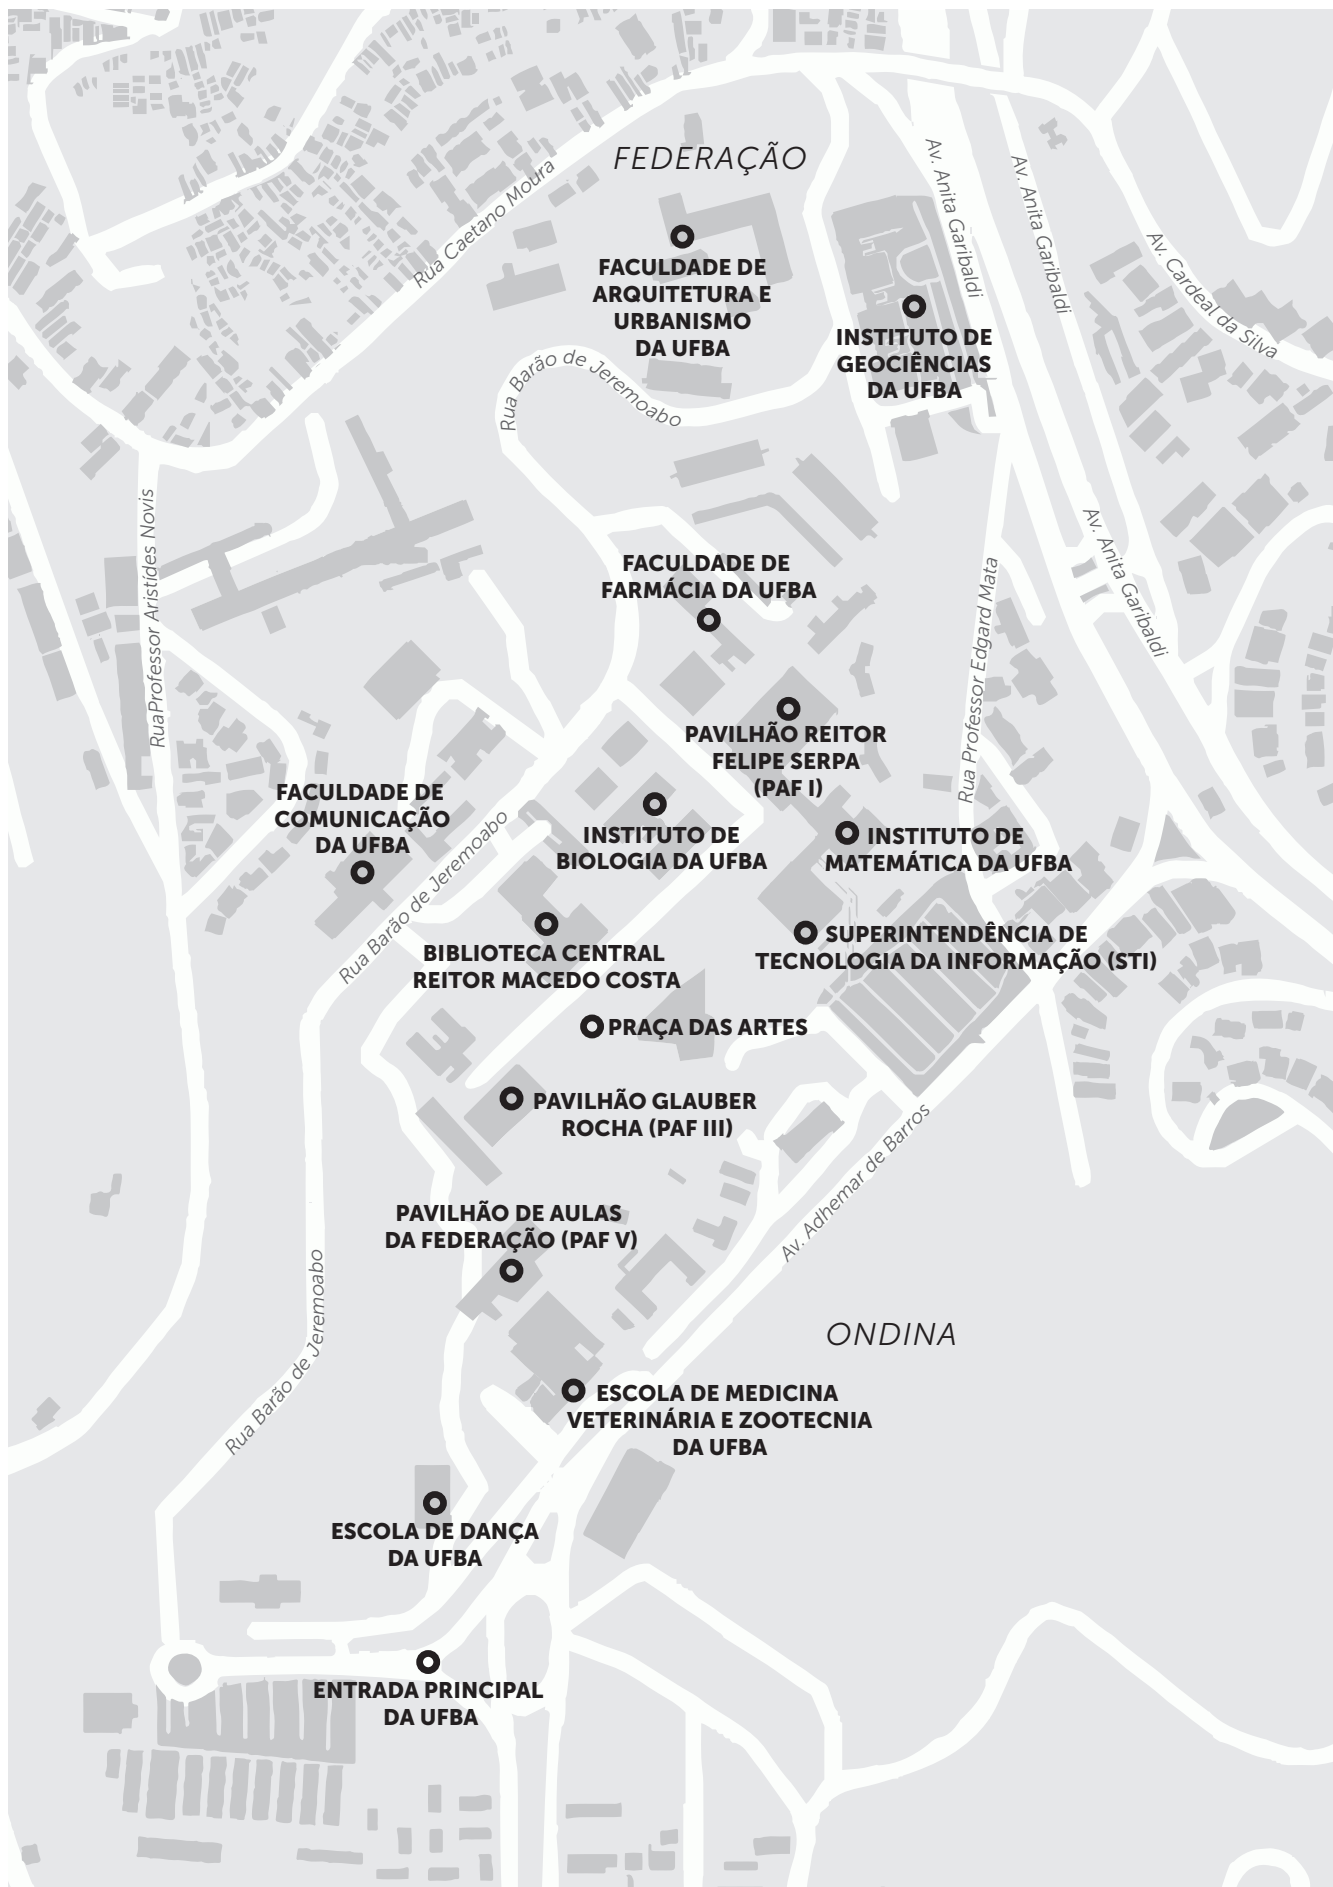 FEDERAÇÃO
Av. Anita Garibaldi
Av. Anita Garibaldi
Rua Caetano Moura
Av. Cardeal da Silva
FACULDADE DE
ARQUITETURA E
URBANISMO
DA UFBA
INSTITUTO DE
GEOCIÊNCIAS
DA UFBA
Rua Barão de Jeremoabo
RuaProfessor Aristides Novis
Av. Anita Garibaldi
FACULDADE DE
FARMÁCIA DA UFBA
Rua Professor Edgard Mata
PAVILHÃO REITOR
FELIPE SERPA
(PAF I)
FACULDADE DE
COMUNICAÇÃO
DA UFBA
INSTITUTO DE
BIOLOGIA DA UFBA
INSTITUTO DE
MATEMÁTICA DA UFBA
Rua Barão de Jeremoabo
BIBLIOTECA CENTRAL
REITOR MACEDO COSTA
SUPERINTENDÊNCIA DE
TECNOLOGIA DA INFORMAÇÃO (STI)
PRAÇA DAS ARTES
PAVILHÃO GLAUBER
ROCHA (PAF III)
Av. Adhemar de Barros
PAVILHÃO DE AULAS
DA FEDERAÇÃO (PAF V)
Rua Barão de Jeremoabo
ONDINA
Rua Barão de Jeremoabo
ESCOLA DE MEDICINA
VETERINÁRIA E ZOOTECNIA
DA UFBA
ESCOLA DE DANÇA
DA UFBA
ENTRADA PRINCIPAL
DA UFBA